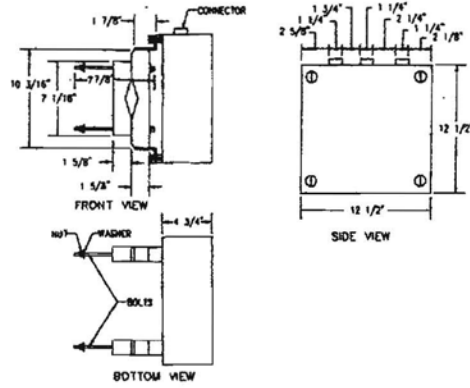 1 7/8"
CONNECTOR
10 3/16"
7 7/8"
7 1/16"
1 5/8"
1 5/8"
FRONT VIEW
1 3/4"
1 1/4"
1 3/4"
2 1/4"
2 5/8"
1 1/4"
2 1/8"
12 1/2"
12 1/2"
SIDE VIEW
4 3/4"
NUT
WASHER
BOLTS
BOTTOM VIEW